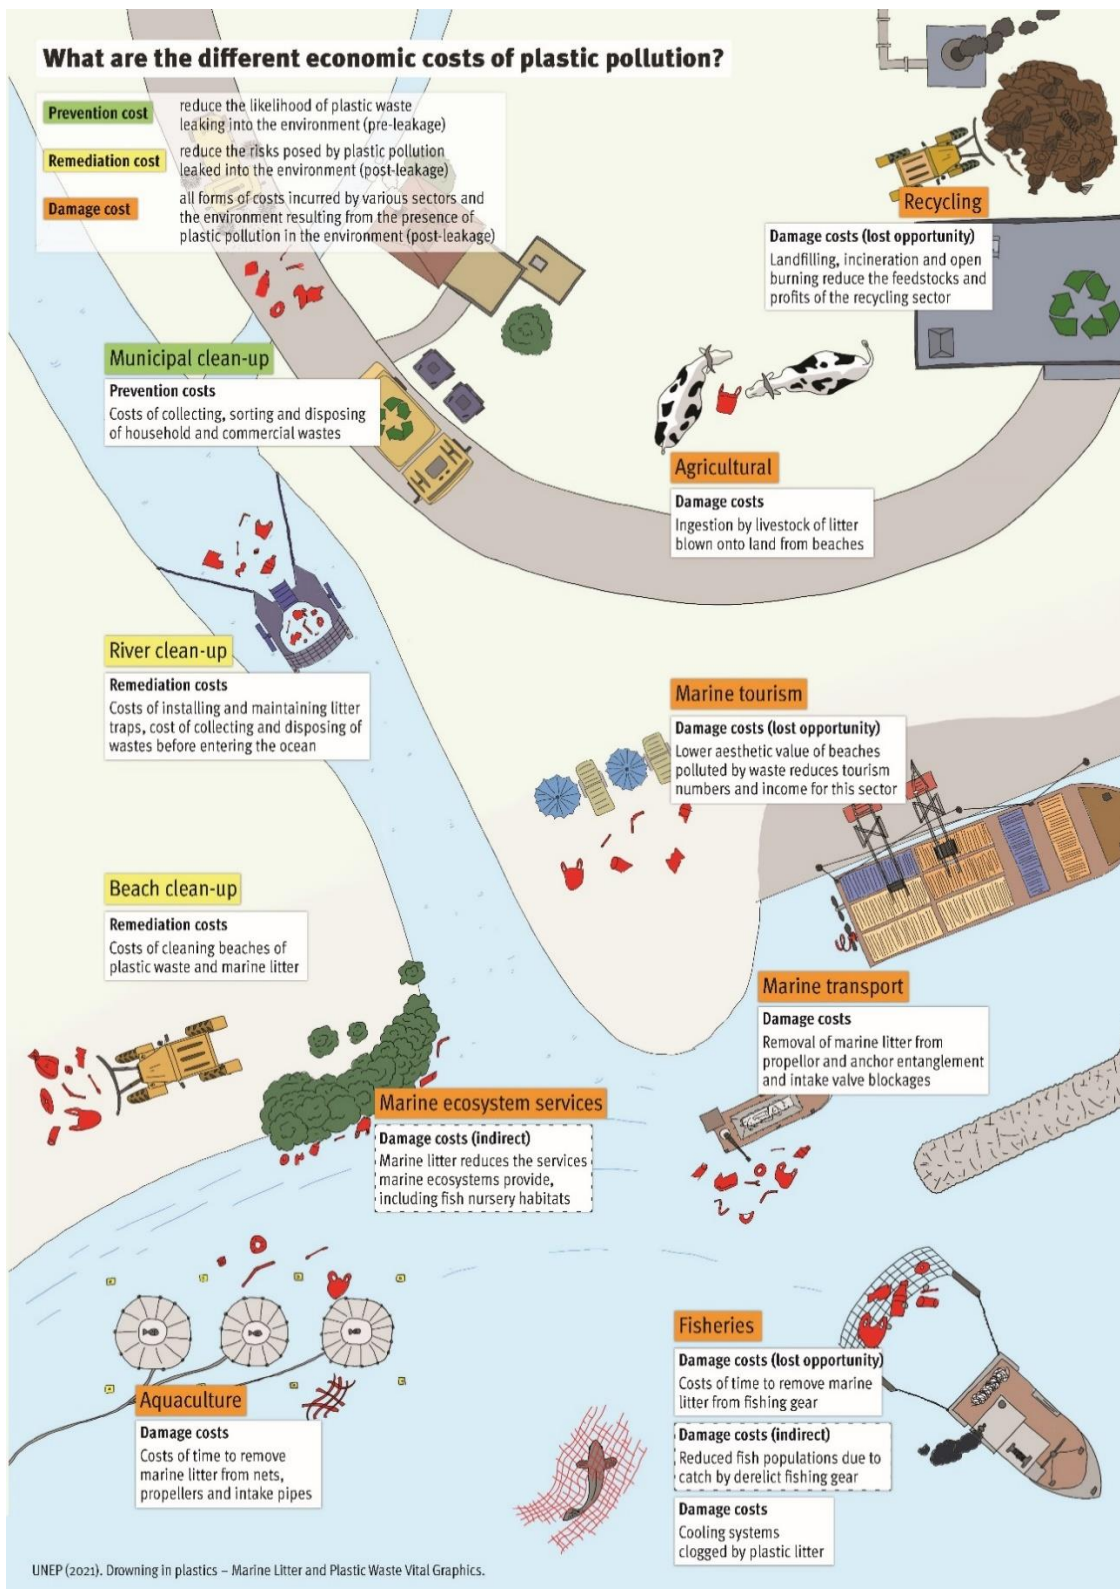 What are the different economic costs of plastic pollution?
Prevention cost
reduce the likelihood of plastic waste
leaking into the environment (pre-leakage)
Remediation cost
reduce the risks posed by plastic pollution
leaked into the environment (post-leakage)
Damage cost
all forms of costs incurred by various sectors and
the environment resulting from the presence of
plastic pollution in the environment (post-leakage)
Recycling
Damage costs (lost opportunity)
Landfilling, incineration and open
burning reduce the feedstocks and
profits of the recycling sector
Municipal clean-up
Prevention costs
Costs of collecting, sorting and disposing
of household and commercial wastes
Agricultural
Damage costs
Ingestion by livestock of litter
blown onto land from beaches
River clean-up
Remediation costs
Costs of installing and maintaining litter
traps, cost of collecting and disposing of
wastes before entering the ocean
Marine tourism
Damage costs (lost opportunity)
Lower aesthetic value of beaches
polluted by waste reduces tourism
numbers and income for this sector
Beach clean-up
Remediation costs
Costs of cleaning beaches of
plastic waste and marine litter
Marine transport
Damage costs
Removal of marine litter from
propellor and anchor entanglement
and intake valve blockages
Marine ecosystem services
Damage costs (indirect)
Marine litter reduces the services
marine ecosystems provide,
including fish nursery habitats
Fisheries
Damage costs (lost opportunity)
Costs of time to remove marine
litter from fishing gear
Damage costs (indirect)
Reduced fish populations due to
catch by derelict fishing gear
Damage costs
Cooling systems
clogged by plastic litter
Aquaculture
Damage costs
Costs of time to remove
marine litter from nets,
propellers and intake pipes
UNEP (2021). Drowning in plastics – Marine Litter and Plastic Waste Vital Graphics.